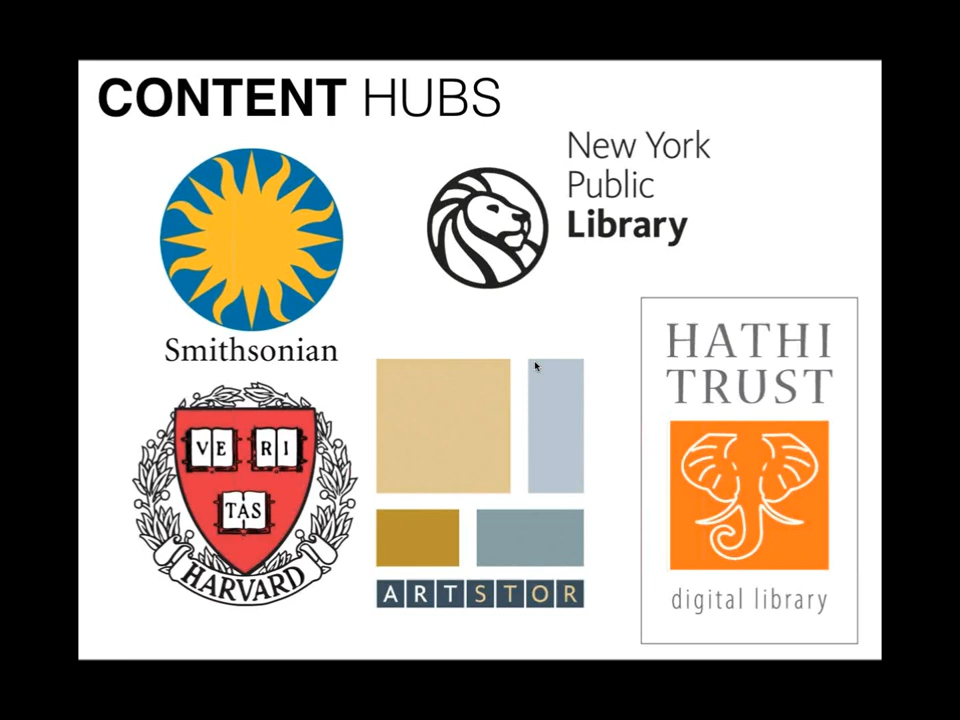 CONTENT HUBS
New York
Public
Library
Smithsonian
HATHI
TRUST
digital library
VE RI
TAS
HARVARD
ARTSTOR